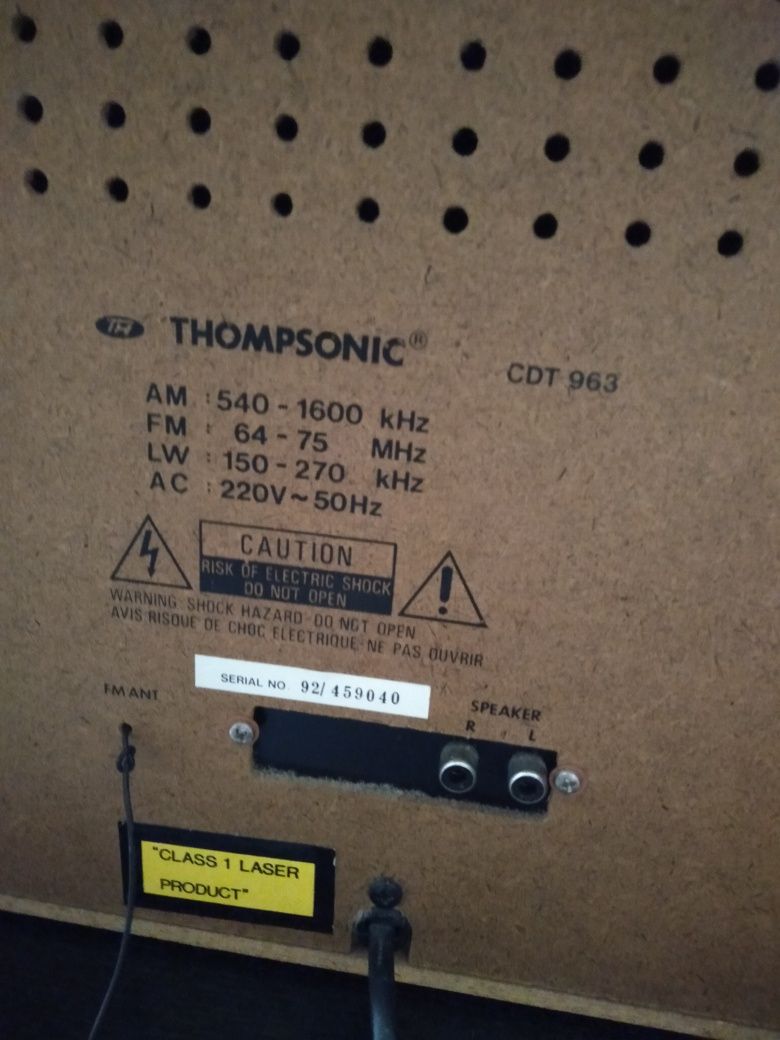 THOMPSONIC®
CDT 963
AM : 540 - 1600 kHz
FM : 64 - 75 MHz
LW : 150 - 270 kHz
AC : 220V ~ 50Hz
CAUTION
RISK OF ELECTRIC SHOCK
DO NOT OPEN
WARNING: SHOCK HAZARD-DO NOT OPEN
AVIS: RISQUE DE CHOC ELECTRIQUE-NE PAS OUVRIR
SERIAL NO. 92/459040
FM ANT
SPEAKER
R L
"CLASS 1 LASER
PRODUCT"